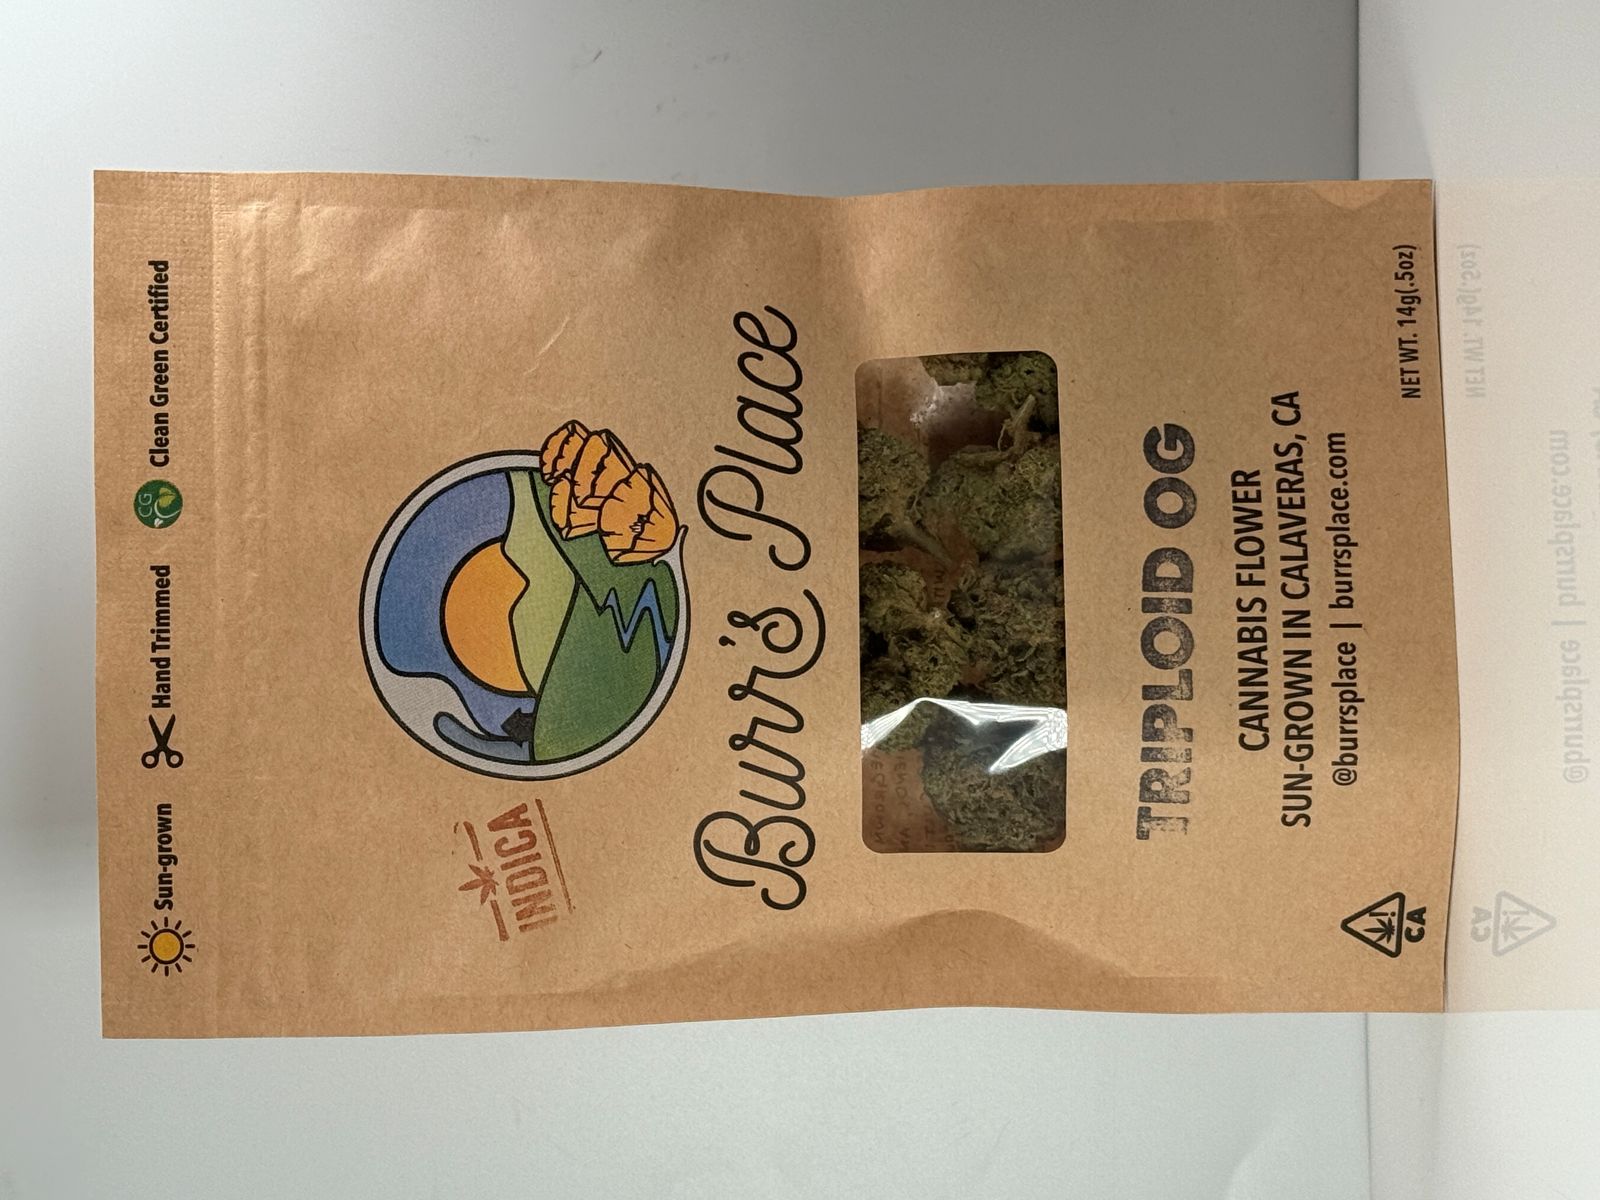 Sun-grown
Hand Trimmed
CG
Clean Green Certified
INDICA
Burr's Place
TRIPLOID OG
CANNABIS FLOWER
SUN-GROWN IN CALAVERAS, CA
@burrsplace | burrsplace.com
!
CA
NET WT. 14g(.5oz)